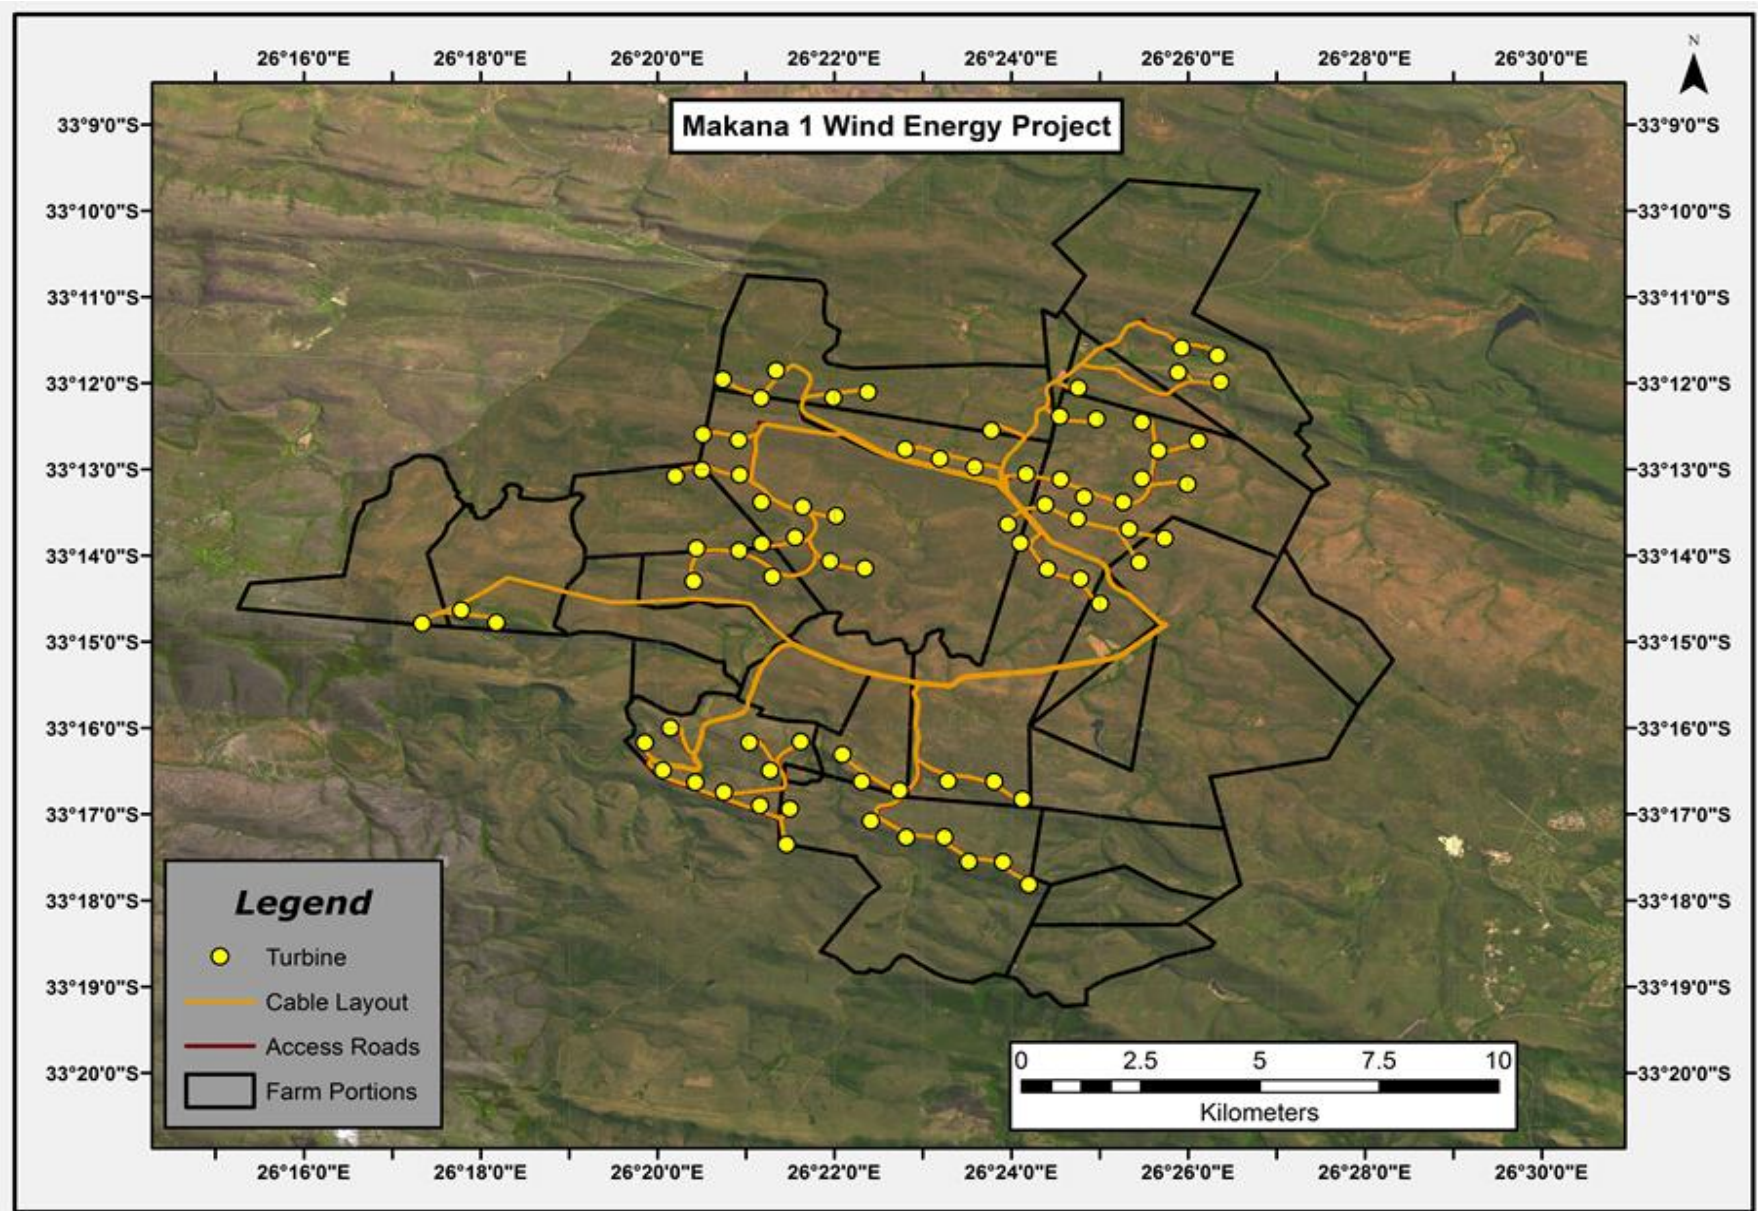 26°16'0"E 26°18'0"E 26°20'0"E 26°22'0"E 26°24'0"E 26°26'0"E 26°28'0"E 26°30'0"E
N
Makana 1 Wind Energy Project
33°9'0"S 33°9'0"S
33°10'0"S 33°10'0"S
33°11'0"S 33°11'0"S
33°12'0"S 33°12'0"S
33°13'0"S 33°13'0"S
33°14'0"S 33°14'0"S
33°15'0"S 33°15'0"S
33°16'0"S 33°16'0"S
33°17'0"S 33°17'0"S
33°18'0"S 33°18'0"S
33°19'0"S 33°19'0"S
33°20'0"S 33°20'0"S
Legend
Turbine
Cable Layout
Access Roads
Farm Portions
0 2.5 5 7.5 10
Kilometers
26°16'0"E 26°18'0"E 26°20'0"E 26°22'0"E 26°24'0"E 26°26'0"E 26°28'0"E 26°30'0"E